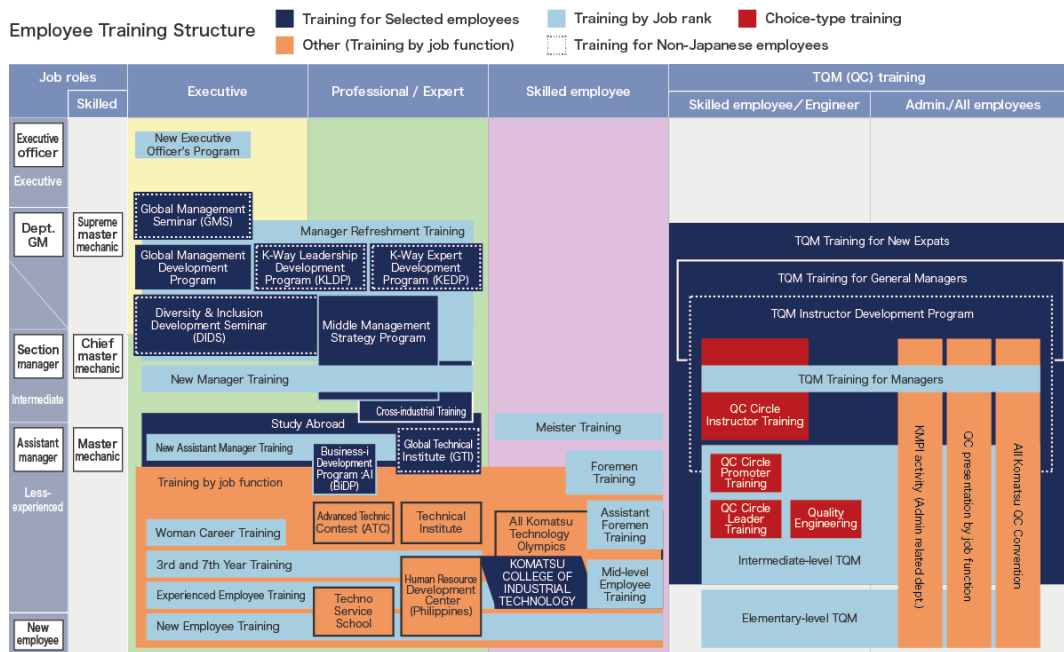 Employee Training Structure
Training for Selected employees
Training by Job rank
Choice-type training
Other (Training by job function)
Training for Non-Japanese employees
Job roles
Skilled
Executive
Professional / Expert
Skilled employee
TQM (QC) training
Skilled employee／Engineer
Admin./All employees
Executive
officer
Executive
Dept.
GM
Supreme
master
mechanic
Section
manager
Chief
master
mechanic
Intermediate
Assistant
manager
Master
mechanic
Less-
experienced
New
employee
New Executive
Officer's Program
Global Management
Seminar (GMS)
Manager Refreshment Training
Global Management
Development
Program
K-Way Leadership
Development
Program (KLDP)
K-Way Expert
Development
Program (KEDP)
Diversity & Inclusion
Development Seminar
(DIDS)
Middle Management
Strategy Program
New Manager Training
Cross-industrial Training
Study Abroad
New Assistant Manager Training
Business-i
Development
Program :AI
(BiDP)
Global Technical
Institute (GTI)
Training by job function
Woman Career Training
Advanced Technic
Contest (ATC)
Technical
Institute
3rd and 7th Year Training
Experienced Employee Training
Techno
Service
School
Human Resource
Development
Center
(Philippines)
New Employee Training
Meister Training
Foremen
Training
All Komatsu
Technology
Olympics
Assistant
Foremen
Training
KOMATSU
COLLEGE OF
INDUSTRIAL
TECHNOLOGY
Mid-level
Employee
Training
TQM Training for New Expats
TQM Training for General Managers
TQM Instructor Development Program
TQM Training for Managers
QC Circle
Instructor Training
QC Circle
Promoter
Training
QC Circle
Leader
Training
Quality
Engineering
Intermediate-level TQM
Elementary-level TQM
KMPI activity (Admin related dept.)
QC presentation by job function
All Komatsu QC Convention